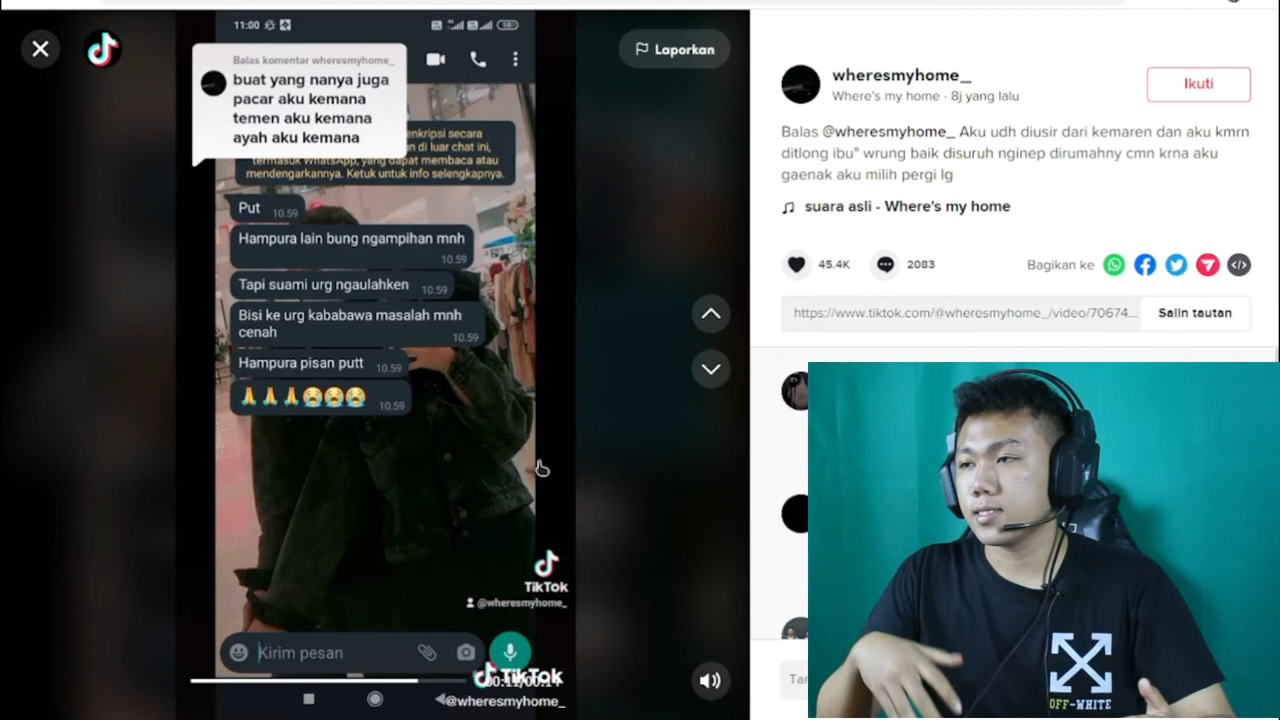 11:00
Balas komentar wheresmyhome_
buat yang nanya juga
pacar aku kemana
temen aku kemana
ayah aku kemana
enkripsi secara
n di luar chat ini,
termasuk WhatsApp, yang dapat membaca atau
mendengarkannya. Ketuk untuk info selengkapnya.
Put 10.59
Hampura lain bung ngampihan mnh
10.59
Tapi suami urg ngaulahken 10.59
Bisi ke urg kababawa masalah mnh
cenah
10.59
Hampura pisan putt 10.59
10.59
TikTok
@wheresmyhome_
Kirim pesan
TikTok
@wheresmyhome_
Laporkan
wheresmyhome_
Where's my home · 8j yang lalu
Ikuti
Balas @wheresmyhome_ Aku udh diusir dari kemaren dan aku kmrn
ditlong ibu" wrung baik disuruh nginep dirumahny cmn krna aku
gaenak aku milih pergi lg
suara asli - Where's my home
45.4K
2083
Bagikan ke
https://www.tiktok.com/@wheresmyhome_/video/70674...
Salin tautan
Tar
OFF-WHITE